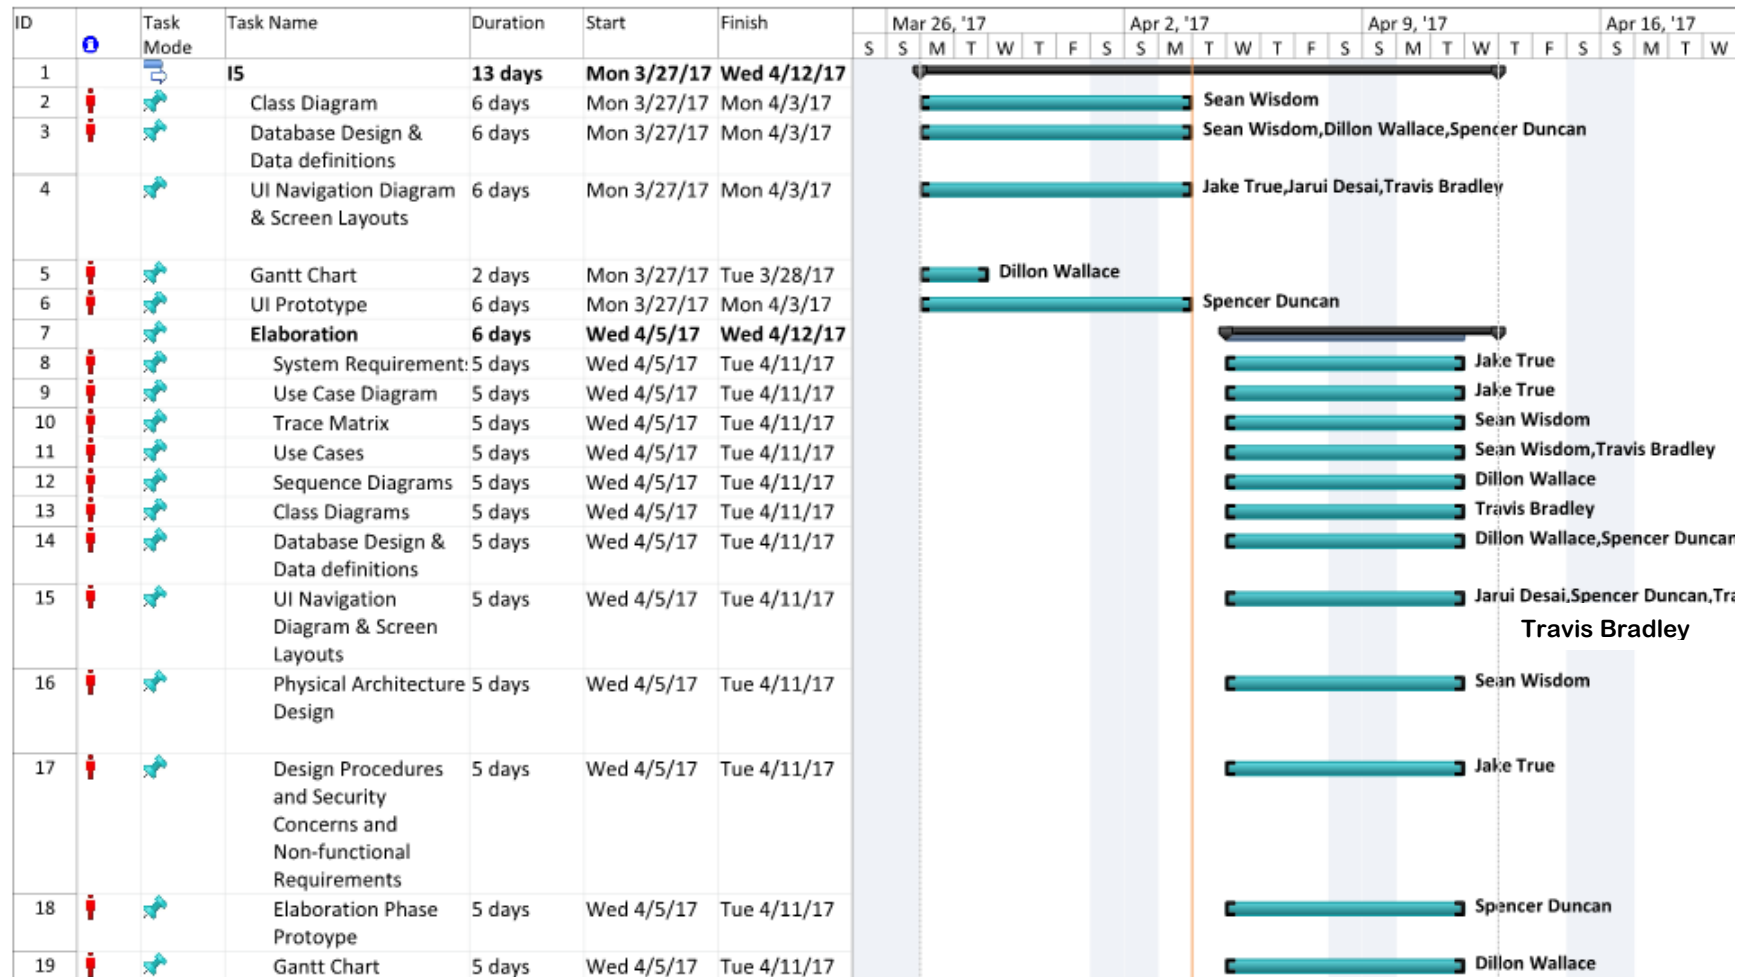 ID Task Mode Task Name Duration Start Finish Mar 26, '17 Apr 2, '17 Apr 9, '17 Apr 16, '17
S S M T W T F S S M T W T F S S M T W T F S S M T W
1 I5 13 days Mon 3/27/17 Wed 4/12/17
2 Class Diagram 6 days Mon 3/27/17 Mon 4/3/17 Sean Wisdom
3 Database Design & 6 days Mon 3/27/17 Mon 4/3/17 Sean Wisdom,Dillon Wallace,Spencer Duncan
Data definitions
4 UI Navigation Diagram 6 days Mon 3/27/17 Mon 4/3/17 Jake True,Jarui Desai,Travis Bradley
& Screen Layouts
5 Gantt Chart 2 days Mon 3/27/17 Tue 3/28/17 Dillon Wallace
6 UI Prototype 6 days Mon 3/27/17 Mon 4/3/17 Spencer Duncan
7 Elaboration 6 days Wed 4/5/17 Wed 4/12/17
8 System Requirements 5 days Wed 4/5/17 Tue 4/11/17 Jake True
9 Use Case Diagram 5 days Wed 4/5/17 Tue 4/11/17 Jake True
10 Trace Matrix 5 days Wed 4/5/17 Tue 4/11/17 Sean Wisdom
11 Use Cases 5 days Wed 4/5/17 Tue 4/11/17 Sean Wisdom,Travis Bradley
12 Sequence Diagrams 5 days Wed 4/5/17 Tue 4/11/17 Dillon Wallace
13 Class Diagrams 5 days Wed 4/5/17 Tue 4/11/17 Travis Bradley
14 Database Design & 5 days Wed 4/5/17 Tue 4/11/17 Dillon Wallace,Spencer Duncan
Data definitions
15 UI Navigation 5 days Wed 4/5/17 Tue 4/11/17 Jarui Desai,Spencer Duncan,Tra
Diagram & Screen Travis Bradley
Layouts
16 Physical Architecture 5 days Wed 4/5/17 Tue 4/11/17 Sean Wisdom
Design
17 Design Procedures 5 days Wed 4/5/17 Tue 4/11/17 Jake True
and Security
Concerns and
Non-functional
Requirements
18 Elaboration Phase 5 days Wed 4/5/17 Tue 4/11/17 Spencer Duncan
Protoype
19 Gantt Chart 5 days Wed 4/5/17 Tue 4/11/17 Dillon Wallace